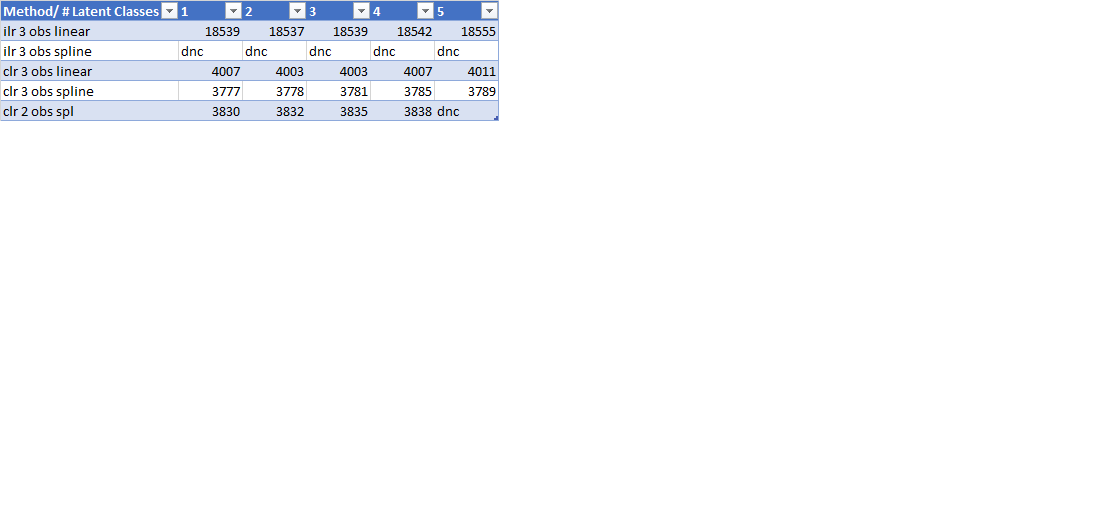 Method/ # Latent Classes 1 2 3 4 5
ilr 3 obs linear 18539 18537 18539 18542 18555
ilr 3 obs spline dnc dnc dnc dnc dnc
clr 3 obs linear 4007 4003 4003 4007 4011
clr 3 obs spline 3777 3778 3781 3785 3789
clr 2 obs spl 3830 3832 3835 3838 dnc